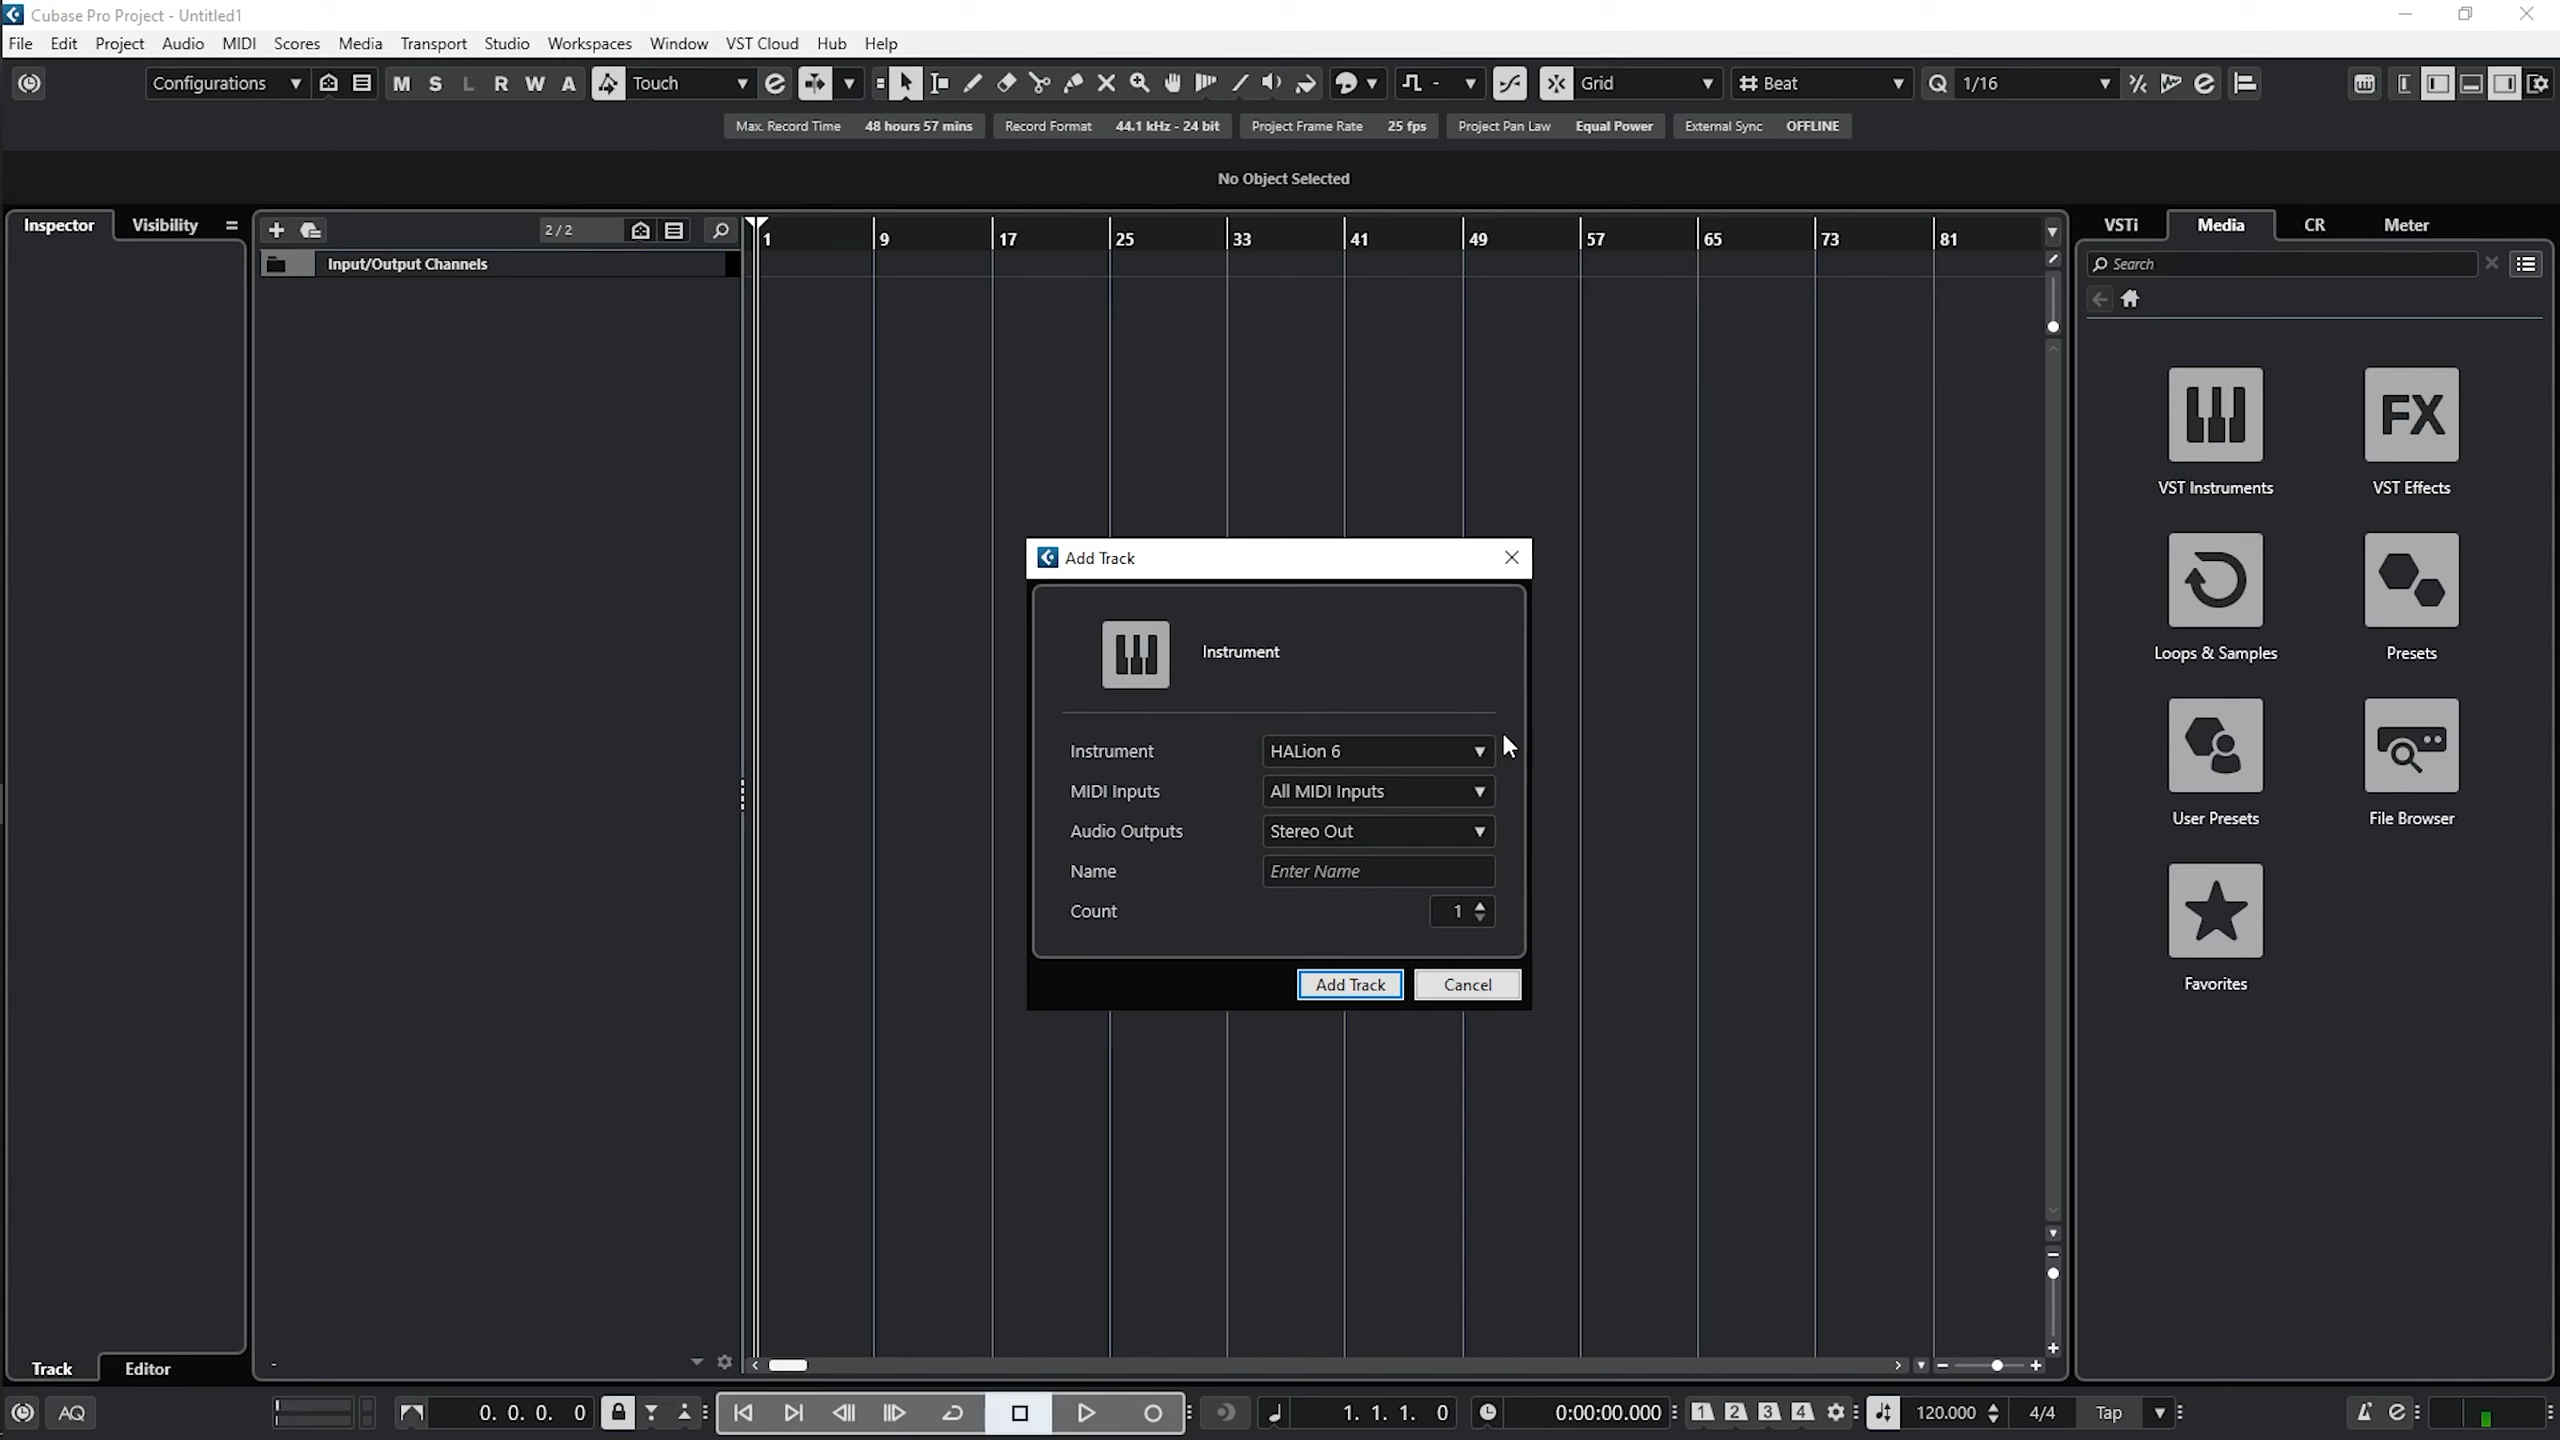 Cubase Pro Project - Untitled1
File Edit Project Audio MIDI Scores Media Transport Studio Workspaces Window VST Cloud Hub Help
Configurations M S L R W A Touch - Grid Beat Q 1/16
Max. Record Time 48 hours 57 mins Record Format 44.1 kHz - 24 bit Project Frame Rate 25 fps Project Pan Law Equal Power External Sync OFFLINE
No Object Selected
Inspector Visibility
2 / 2
1 9 17 25 33 41 49 57 65 73 81
VSTi Media CR Meter
Input/Output Channels
Search
FX
VST Instruments VST Effects
Loops & Samples Presets
User Presets File Browser
Favorites
Add Track
Instrument
Instrument HALion 6
MIDI Inputs All MIDI Inputs
Audio Outputs Stereo Out
Name Enter Name
Count 1
Add Track Cancel
Track Editor
-
AQ 0. 0. 0. 0 1. 1. 1. 0 0:00:00.000 1 2 3 4 120.000 4/4 Tap